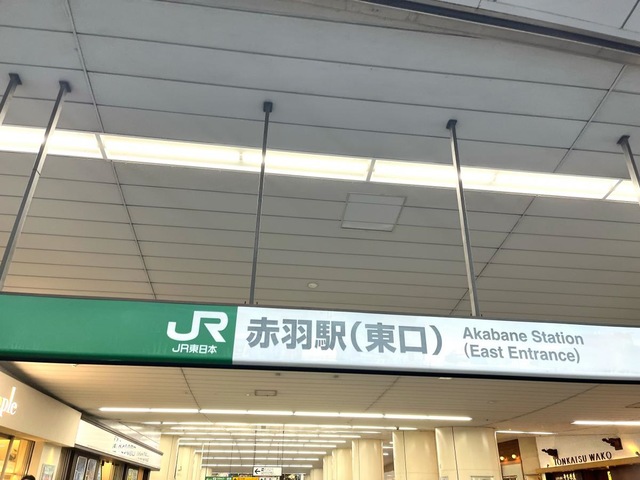 JR
JR東日本
赤羽駅(東口)
Akabane Station
(East Entrance)
TONKATSU WAKO